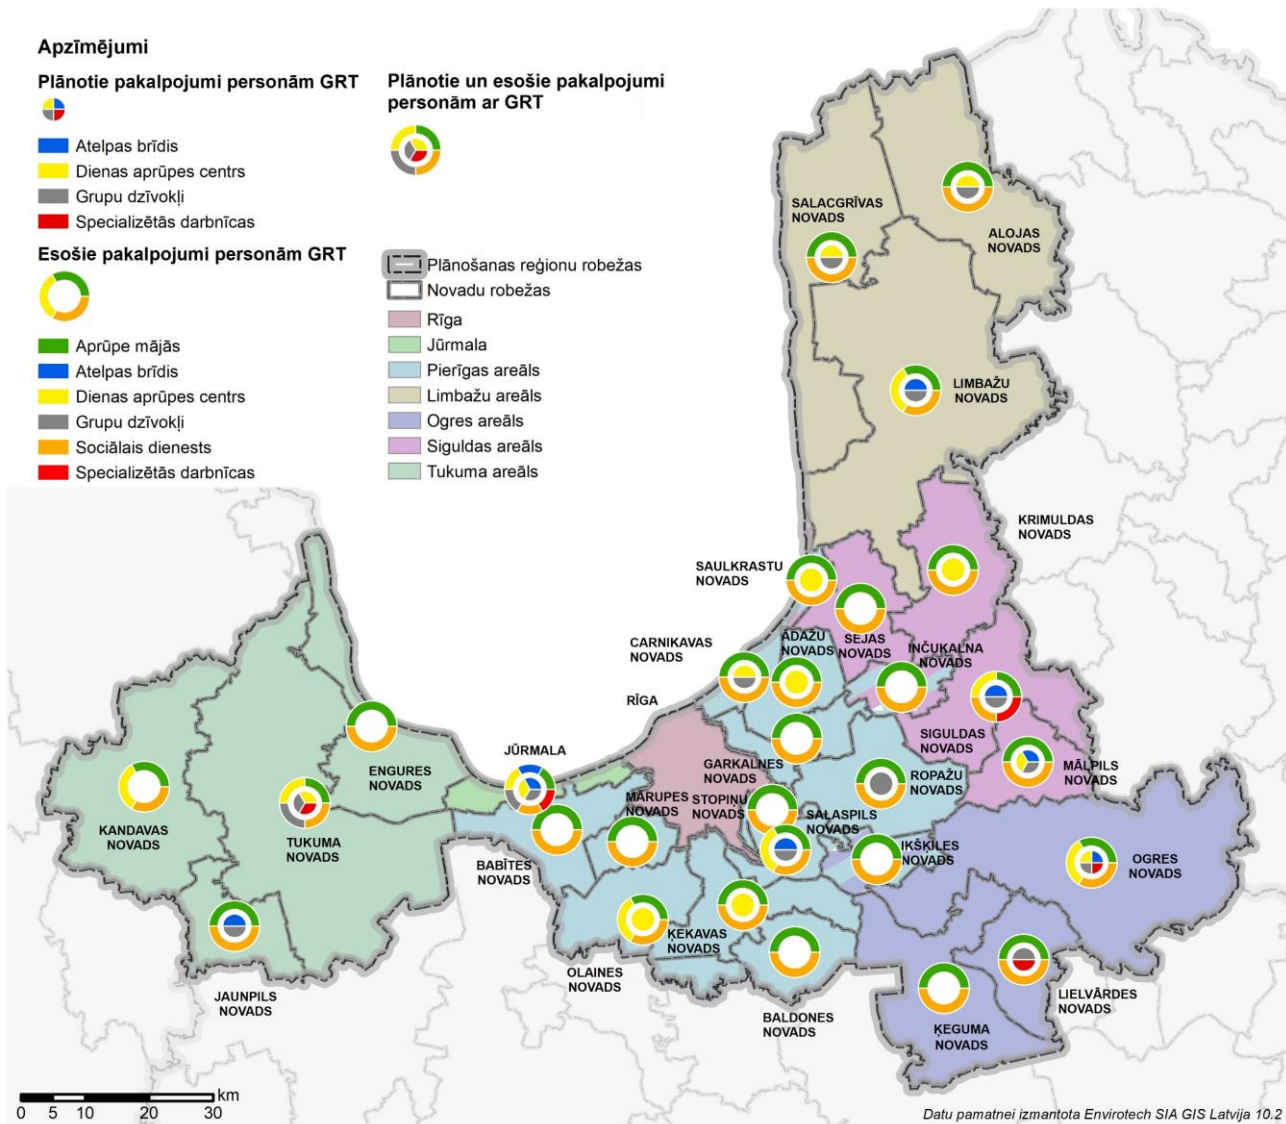 Apzīmējumi
Plānotie pakalpojumi personām GRT
Atelpas brīdis
Dienas aprūpes centrs
Grupu dzīvokļi
Specializētās darbnīcas
Esošie pakalpojumi personām GRT
Aprūpe mājās
Atelpas brīdis
Dienas aprūpes centrs
Grupu dzīvokļi
Sociālais dienests
Specializētās darbnīcas
Plānotie un esošie pakalpojumi
personām ar GRT
Plānošanas reģionu robežas
Novadu robežas
Rīga
Jūrmala
Pierīgas areāls
Limbažu areāls
Ogres areāls
Siguldas areāls
Tukuma areāls
SALACGRĪVAS
NOVADS
ALOJAS
NOVADS
LIMBAŽU
NOVADS
KRIMULDAS
NOVADS
SAULKRASTU
NOVADS
SĒJAS
NOVADS
ĀDAŽU
NOVADS
INČUKALNA
NOVADS
CARNIKAVAS
NOVADS
RĪGA
SIGULDAS
NOVADS
MĀLPILS
NOVADS
GARKALNES
NOVADS
ROPAŽU
NOVADS
JŪRMALA
ENGURES
NOVADS
MĀRUPES
NOVADS
STOPIŅU
NOVADS
SALASPILS
NOVADS
IKŠĶILES
NOVADS
OGRES
NOVADS
KANDAVAS
NOVADS
TUKUMA
NOVADS
BABĪTES
NOVADS
ĶEKAVAS
NOVADS
OLAINES
NOVADS
JAUNPILS
NOVADS
BALDONES
NOVADS
ĶEGUMA
NOVADS
LIELVĀRDES
NOVADS
km
0 5 10 20 30
Datu pamatnei izmantota Envirotech SIA GIS Latvija 10.2